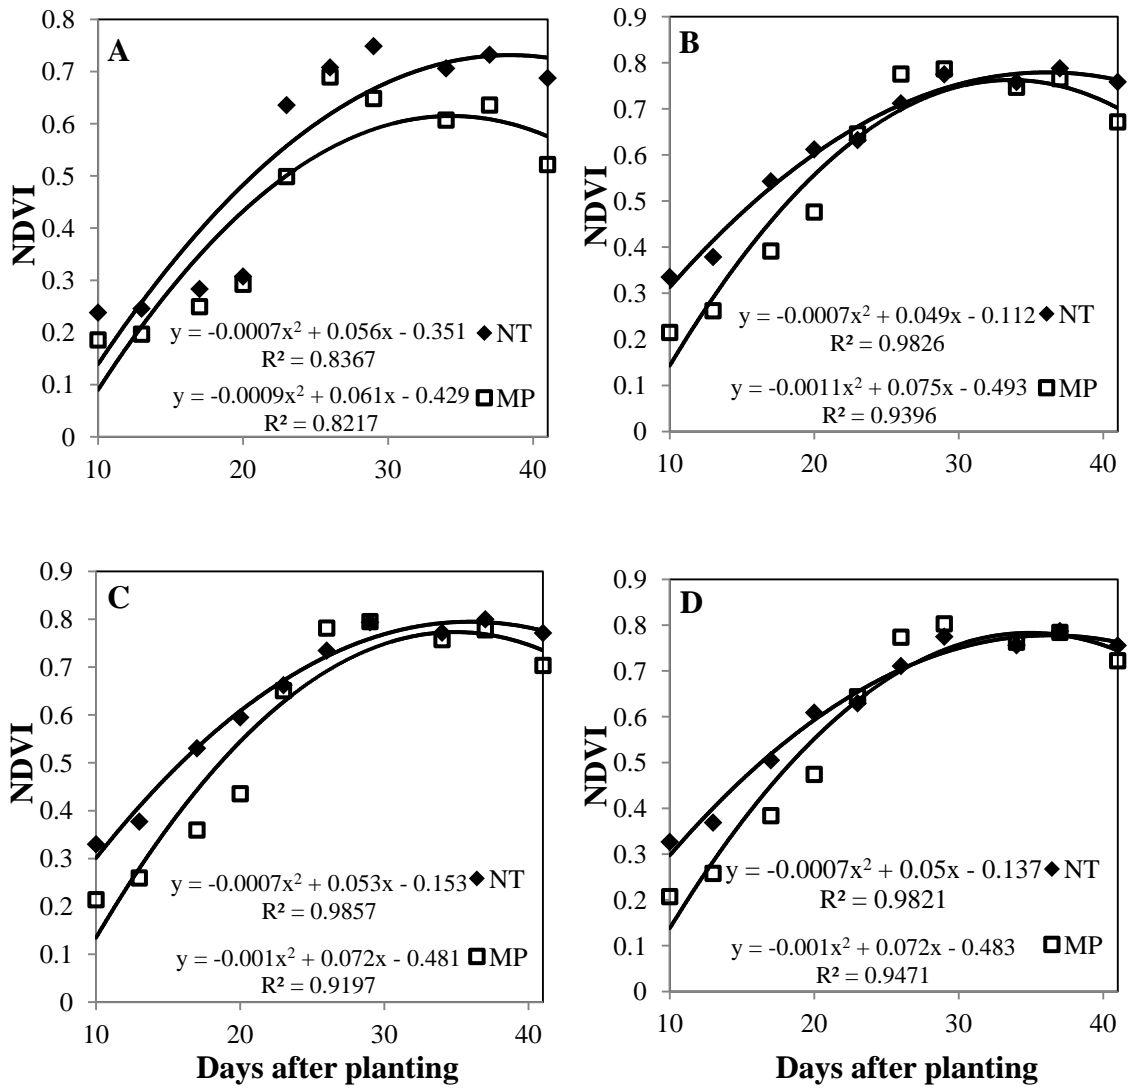 A
NDVI
0.8
0.7
0.6
0.5
0.4
0.3
0.2
0.1
0
y = -0.0007x² + 0.056x - 0.351 NT
R² = 0.8367
y = -0.0009x² + 0.061x - 0.429 MP
R² = 0.8217
10 20 30 40
B
NDVI
0.9
0.8
0.7
0.6
0.5
0.4
0.3
0.2
0.1
0
y = -0.0007x² + 0.049x - 0.112 NT
R² = 0.9826
y = -0.0011x² + 0.075x - 0.493 MP
R² = 0.9396
10 20 30 40
C
NDVI
0.9
0.8
0.7
0.6
0.5
0.4
0.3
0.2
0.1
0
y = -0.0007x² + 0.053x - 0.153 NT
R² = 0.9857
y = -0.001x² + 0.072x - 0.481 MP
R² = 0.9197
10 20 30 40
Days after planting
D
NDVI
0.9
0.8
0.7
0.6
0.5
0.4
0.3
0.2
0.1
0
y = -0.0007x² + 0.05x - 0.137 NT
R² = 0.9821
y = -0.001x² + 0.072x - 0.483 MP
R² = 0.9471
10 20 30 40
Days after planting